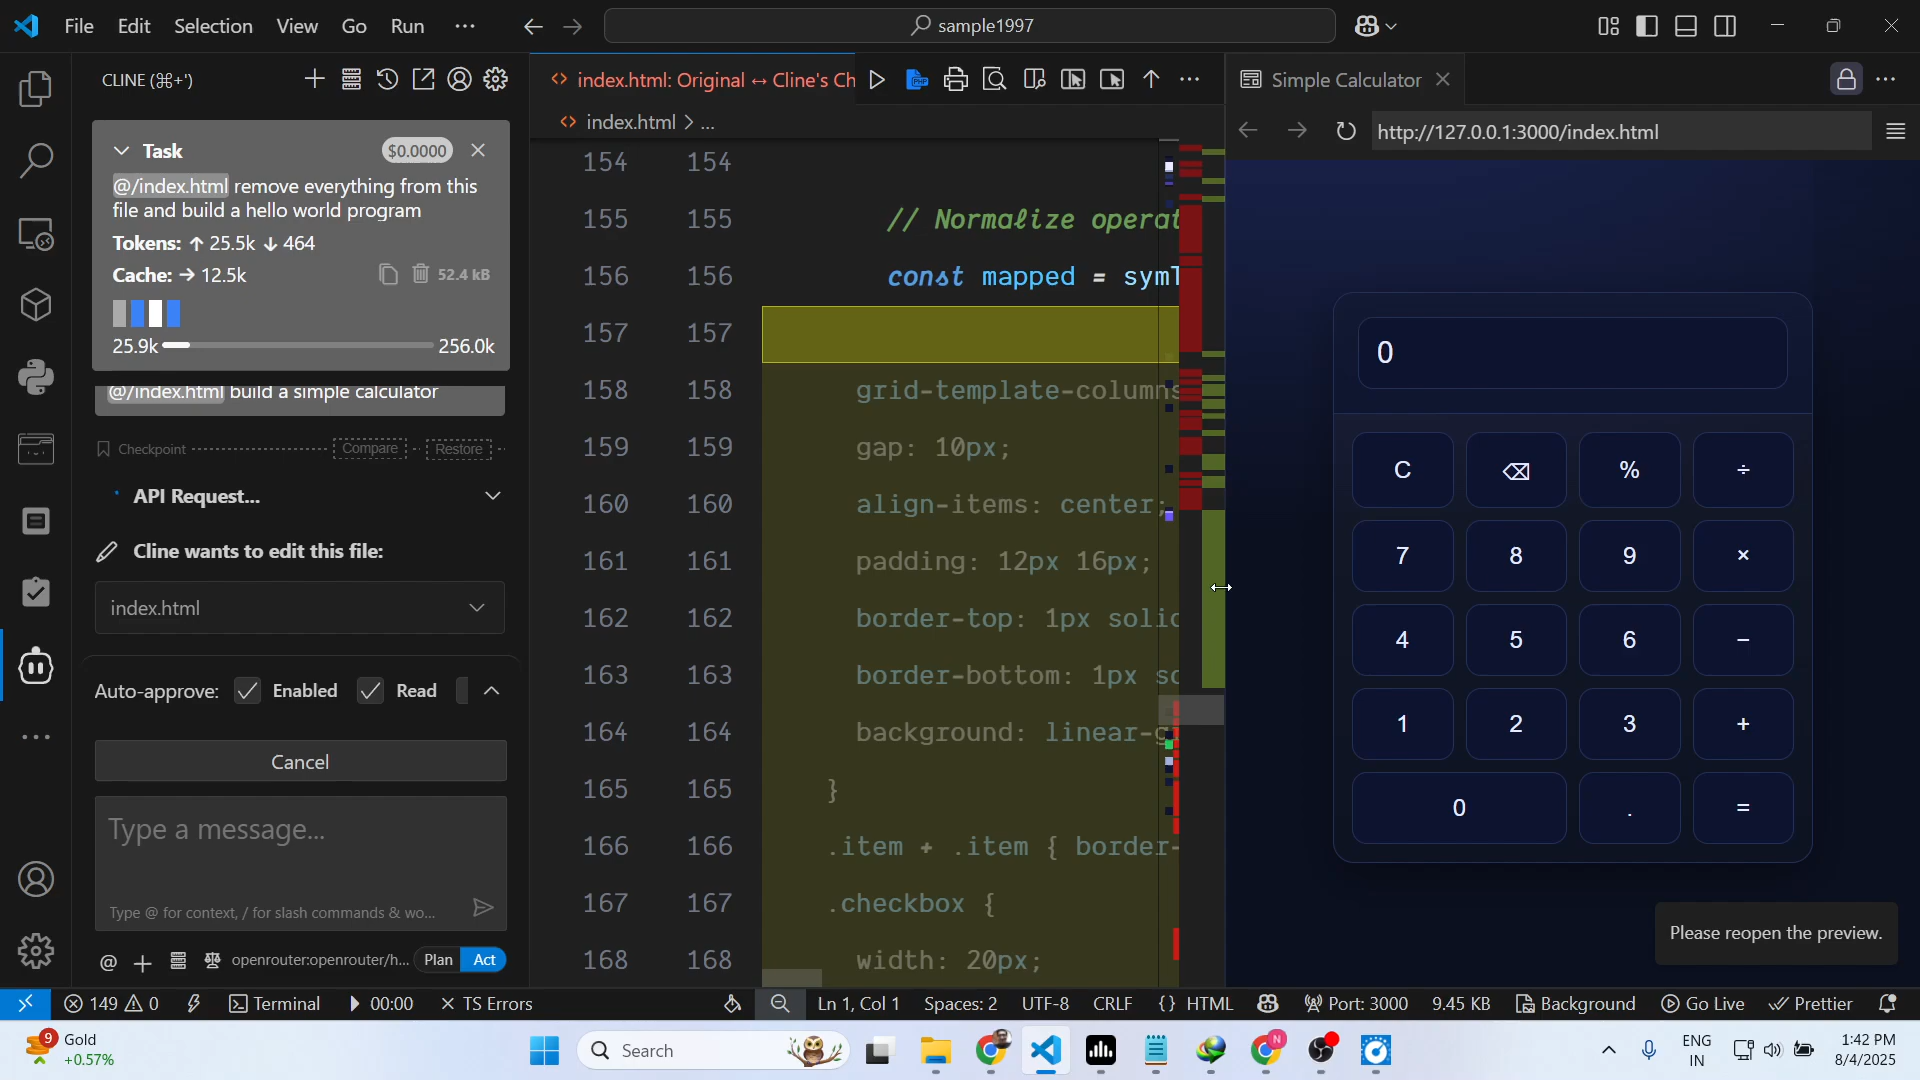 File Edit Selection View Go Run ...
sample1997
CLINE (⌘+')
Task
$0.0000
@/index.html remove everything from this
file and build a hello world program
Tokens: ↑ 25.5k ↓ 464
Cache: → 12.5k
52.4 kB
25.9k 256.0k
@/index.html build a simple calculator
Checkpoint Compare Restore
API Request...
Cline wants to edit this file:
index.html
Auto-approve: Enabled Read
Cancel
Type a message...
Type @ for context, / for slash commands & wo...
@ + openrouter:openrouter/h... Plan Act
index.html: Original ↔ Cline's Ch
index.html > ...
154 154
155 155 // Normalize operat
156 156 const mapped = symT
157 157
158 158 grid-template-columns
159 159 gap: 10px;
160 160 align-items: center;
161 161 padding: 12px 16px;
162 162 border-top: 1px solid
163 163 border-bottom: 1px so
164 164 background: linear-g
165 165 }
166 166 .item + .item { border-
167 167 .checkbox {
168 168 width: 20px;
Simple Calculator
http://127.0.0.1:3000/index.html
0
C ⌫ % ÷
7 8 9 ×
4 5 6 −
1 2 3 +
0 . =
Please reopen the preview.
149 0 Terminal 00:00 TS Errors Ln 1, Col 1 Spaces: 2 UTF-8 CRLF {} HTML Port: 3000 9.45 KB Background Go Live Prettier
9
Gold
+0.57%
Search
N
ENG
IN
1:42 PM
8/4/2025